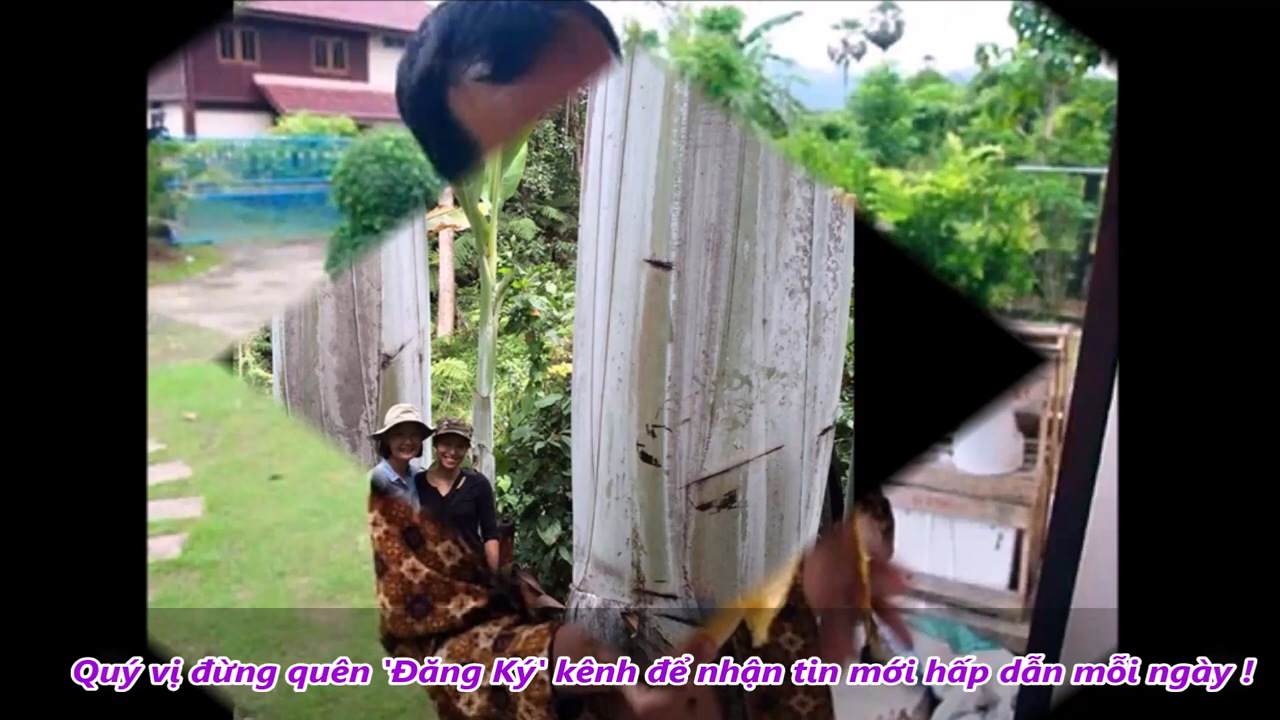 Quý vị đừng quên 'Đăng Ký' kênh để nhận tin mới hấp dẫn mỗi ngày !